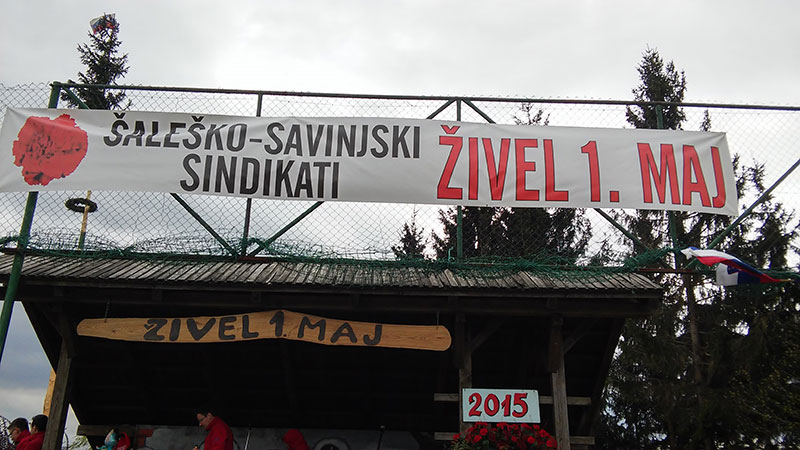 ŠALEŠKO-SAVINJSKI
SINDIKATI
ŽIVEL 1. MAJ
ŽIVEL 1. MAJ
2015